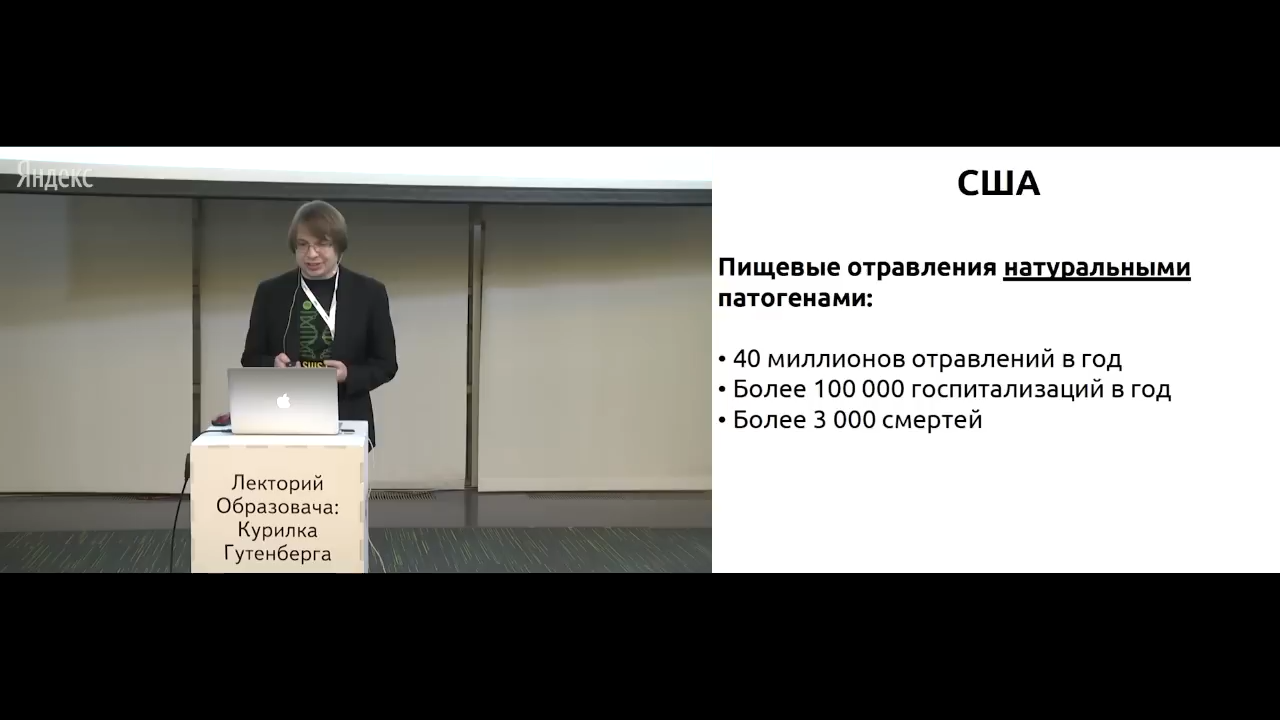 Яндекс
США
Пищевые отравления натуральными
патогенами:
• 40 миллионов отравлений в год
• Более 100 000 госпитализаций в год
• Более 3 000 смертей
Лекторий
Образовача:
Курилка
Гутенберга